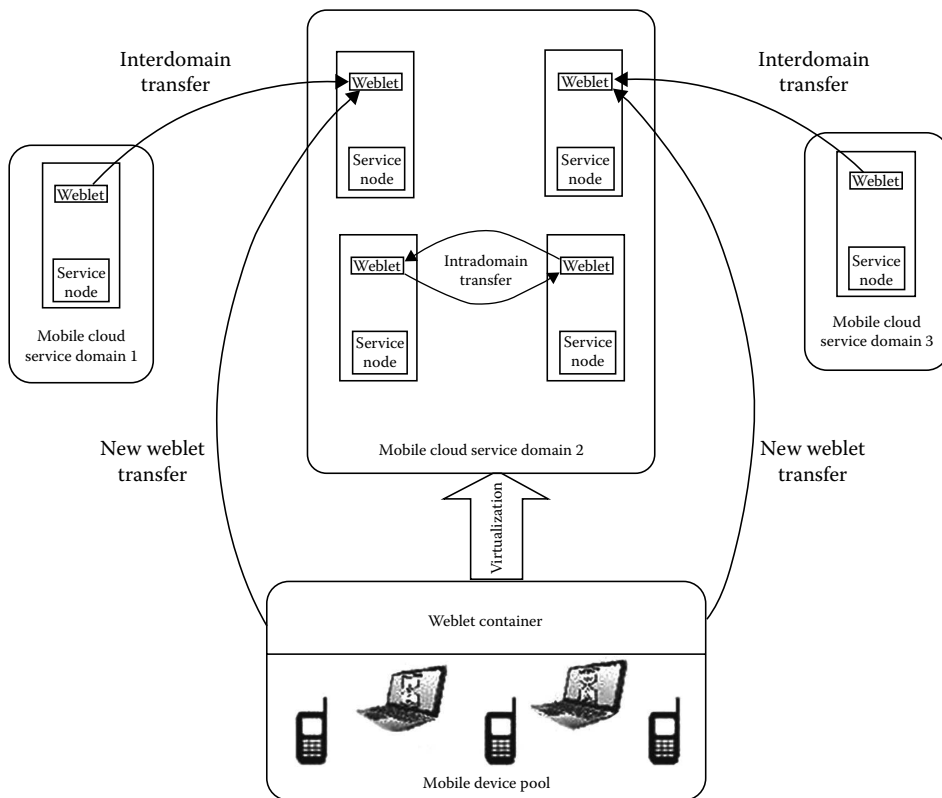 Interdomain
transfer
Interdomain
transfer
Weblet
Weblet
Service
node
Service
node
Weblet
Service
node
Mobile cloud
service domain 1
Weblet
Intradomain
transfer
Weblet
Service
node
Service
node
Weblet
Service
node
Mobile cloud
service domain 3
New weblet
transfer
Mobile cloud service domain 2
New weblet
transfer
Virtualization
Weblet container
Mobile device pool